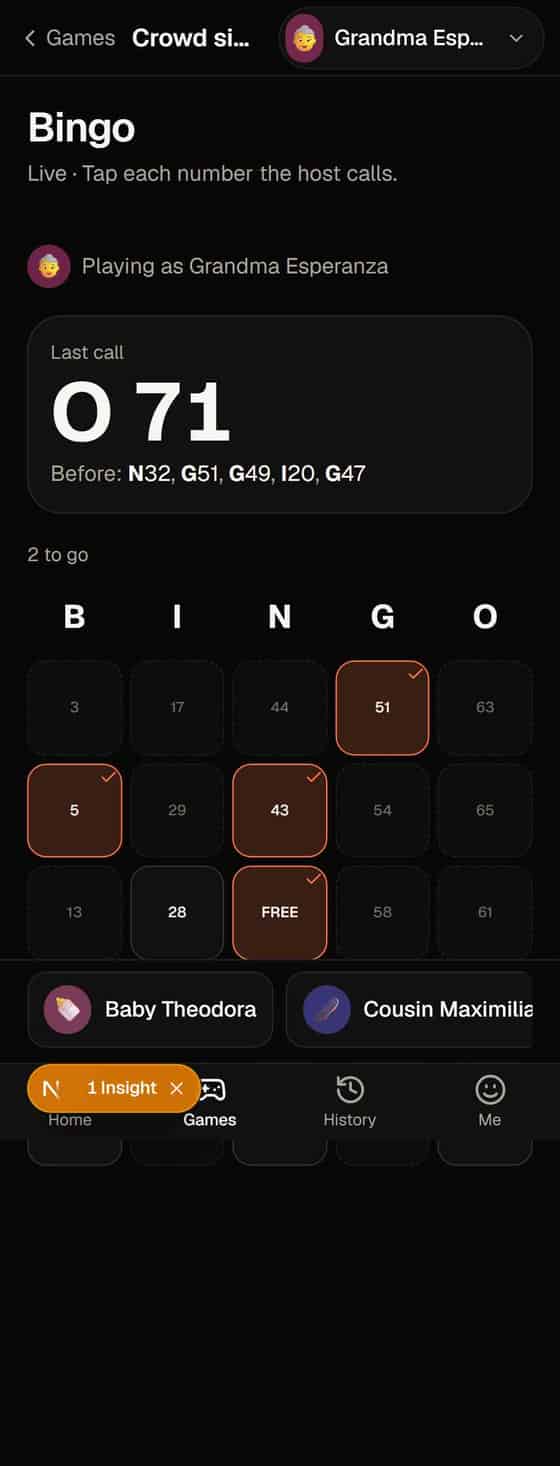 Games Crowd si... Grandma Esp...
Bingo
Live · Tap each number the host calls.
Playing as Grandma Esperanza
Last call
O 71
Before: N32, G51, G49, I20, G47
2 to go
B I N G O
3 17 44 51 63
5 29 43 54 65
13 28 FREE 58 61
Baby Theodora Cousin Maximilia
N 1 Insight
Home Games History Me